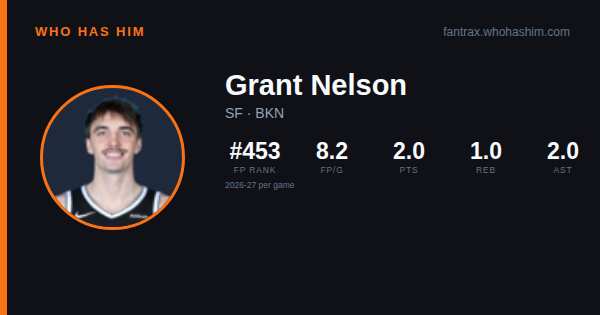 WHO HAS HIM
fantrax.whohashim.com
Grant Nelson
SF · BKN
#453 8.2 2.0 1.0 2.0
FP RANK FP/G PTS REB AST
2026-27 per game